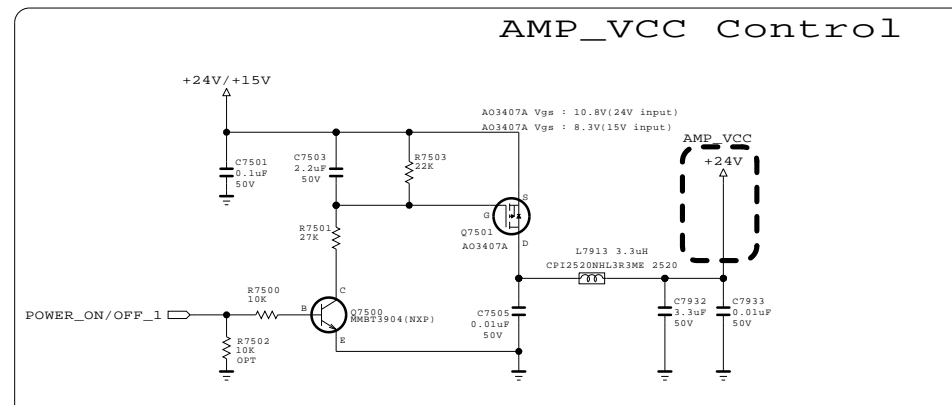 AMP_VCC Control
+24V/+15V
AO3407A Vgs : 10.8V(24V input)
AO3407A Vgs : 8.3V(15V input)
AMP_VCC
+24V
C7501
0.1uF
50V
C7503
2.2uF
50V
R7503
22K
S
G
Q7501
AO3407A
D
R7501
27K
L7913 3.3uH
CPI2520NHL3R3ME 2520
R7500
10K
C
B
Q7500
MMBT3904(NXP)
E
POWER_ON/OFF_1
R7502
10K
OPT
C7505
0.01uF
50V
C7932
3.3uF
50V
C7933
0.01uF
50V